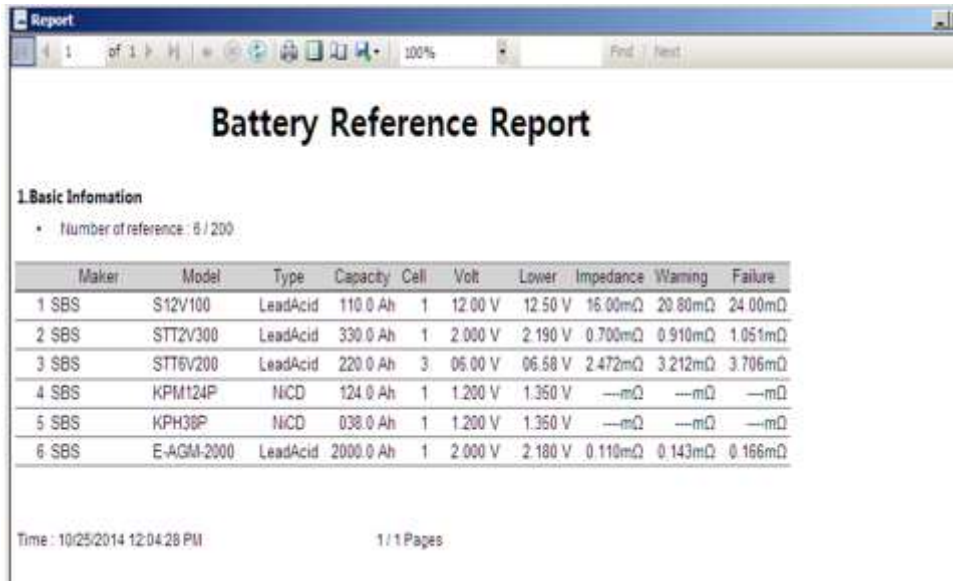 Report
1 of 1 100% Find | Next
Battery Reference Report
1.Basic Infomation
• Number of reference : 6 / 200
Maker Model Type Capacity Cell Volt Lower Impedance Warning Failure
1 SBS S12V100 LeadAcid 110.0 Ah 1 12.00 V 12.50 V 16.00mΩ 20.80mΩ 24.00mΩ
2 SBS STT2V300 LeadAcid 330.0 Ah 1 2.000 V 2.190 V 0.700mΩ 0.910mΩ 1.051mΩ
3 SBS STT6V200 LeadAcid 220.0 Ah 3 06.00 V 06.58 V 2.472mΩ 3.212mΩ 3.706mΩ
4 SBS KPM124P NiCD 124.0 Ah 1 1.200 V 1.350 V ----mΩ ----mΩ ----mΩ
5 SBS KPH38P NiCD 038.0 Ah 1 1.200 V 1.350 V ----mΩ ----mΩ ----mΩ
6 SBS E-AGM-2000 LeadAcid 2000.0 Ah 1 2.000 V 2.180 V 0.110mΩ 0.143mΩ 0.166mΩ
Time : 10/25/2014 12:04:28 PM 1 / 1 Pages